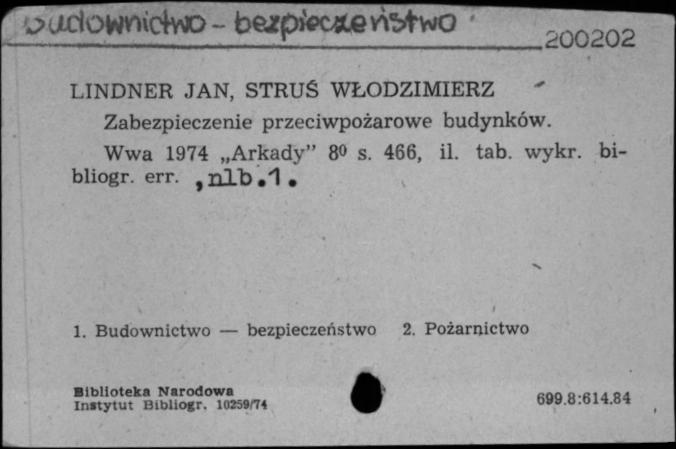 Budownictwo - bezpieczeństwo
200202
LINDNER JAN, STRUŚ WŁODZIMIERZ
Zabezpieczenie przeciwpożarowe budynków.
Wwa 1974 „Arkady” 8⁰ s. 466, il. tab. wykr. bi-
bliogr. err. , nlb.1.
1. Budownictwo — bezpieczeństwo 2. Pożarnictwo
Biblioteka Narodowa
Instytut Bibliogr. 10259/74
699.8:614.84